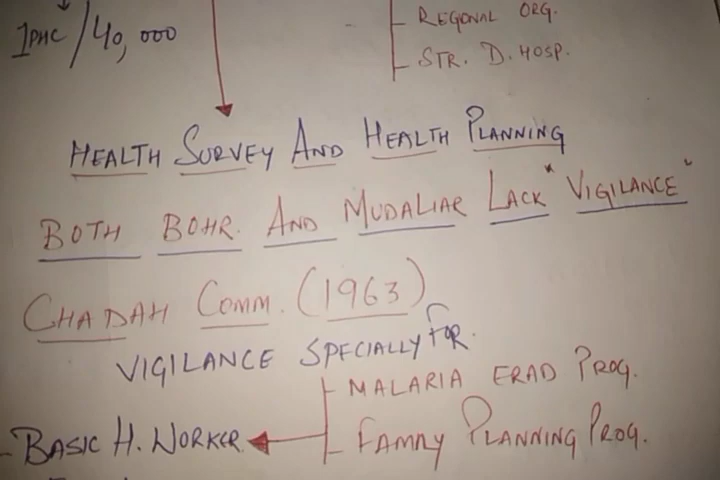 REGONAL ORG.
1PHC / 40,000
STR. D. HOSP.
HEALTH SURVEY AND HEALTH PLANNING
BOTH BOHR. AND MUDALIAR LACK "VIGILANCE"
CHADAH COMM. (1963)
VIGILANCE SPECIALLY FOR
MALARIA ERAD PROG.
- BASIC H. WORKER
FAMILY PLANNING PROG.